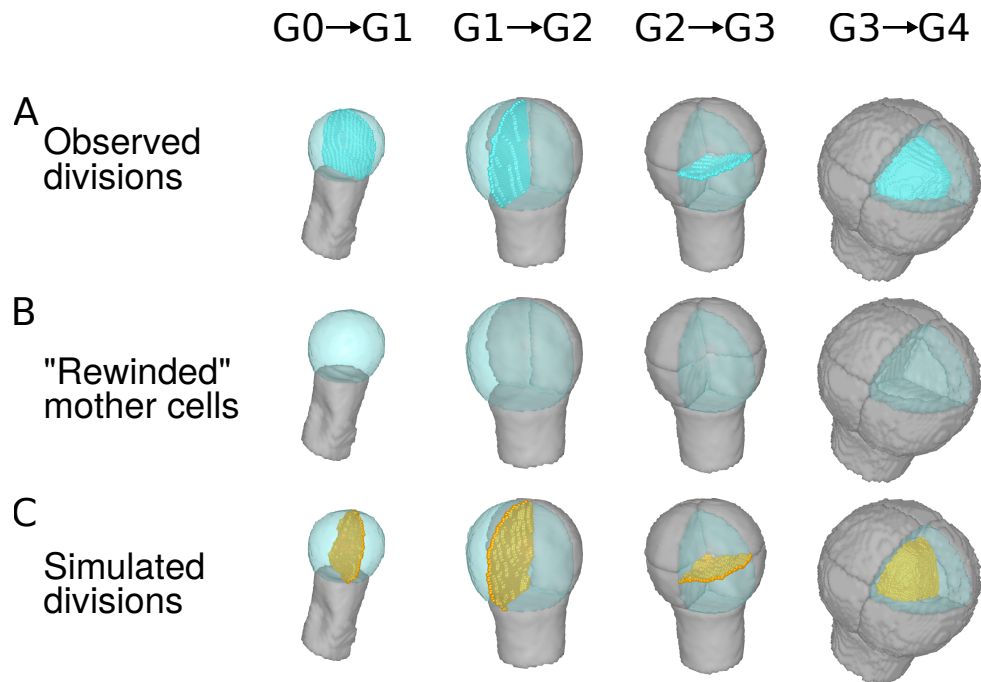 G0→G1 G1→G2 G2→G3 G3→G4
A
Observed
divisions
B
"Rewinded"
mother cells
C
Simulated
divisions